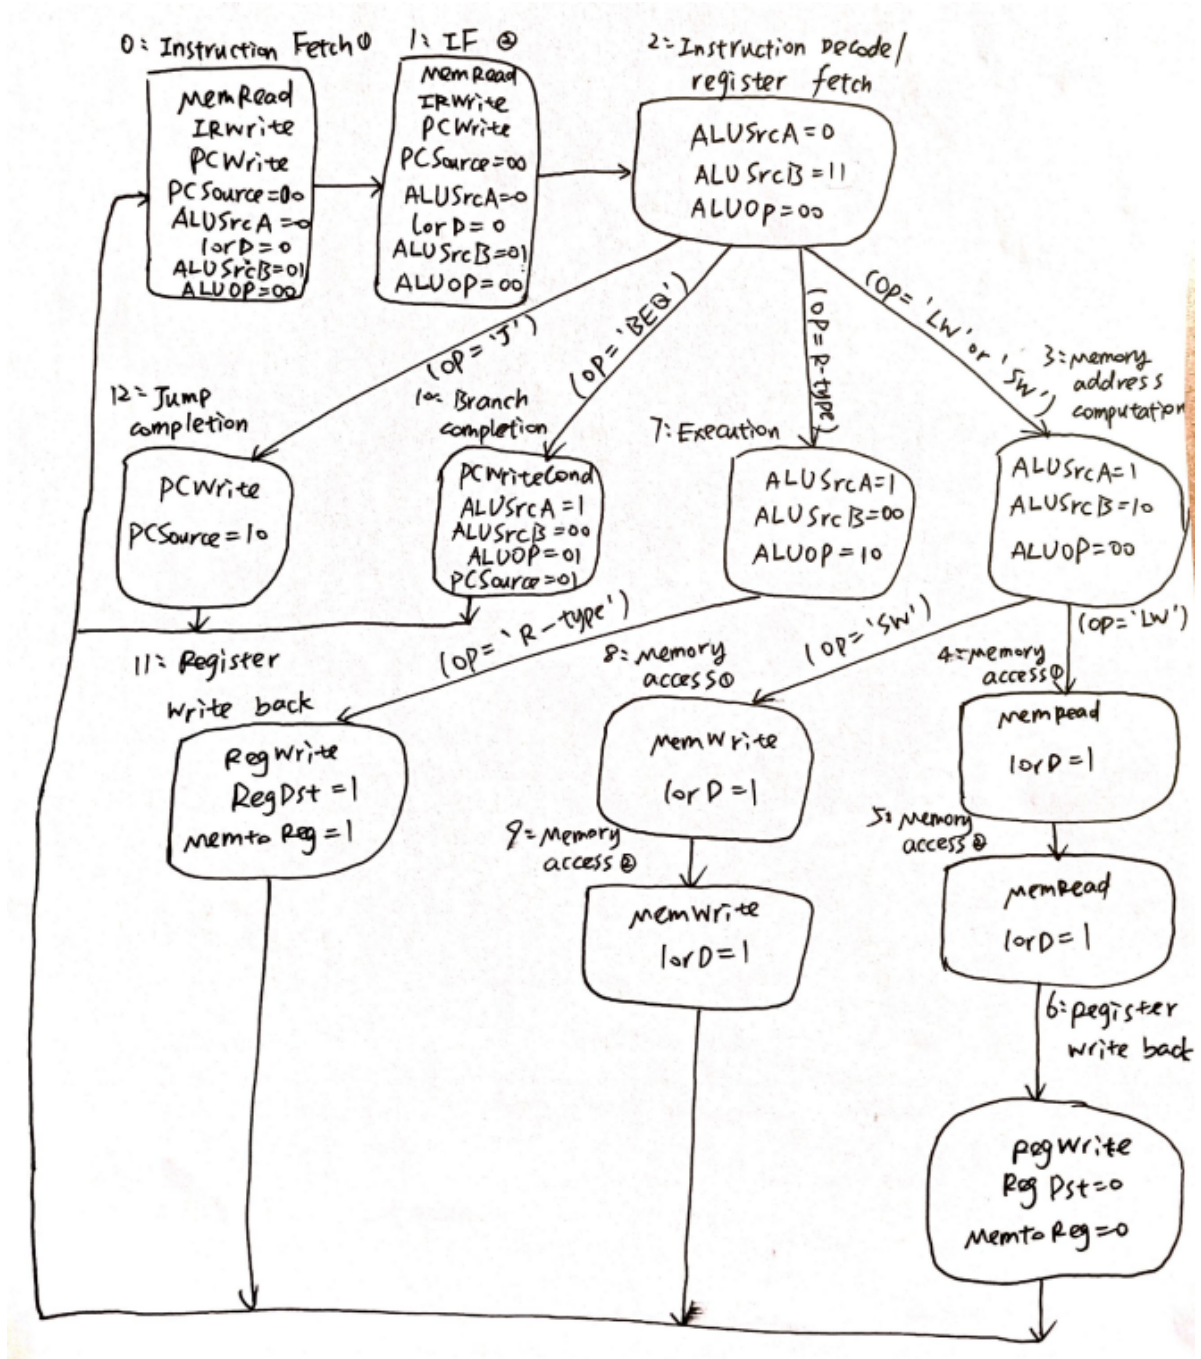 0: Instruction Fetch①
MemRead
IRWrite
PCWrite
PCSource=00
ALUSrcA=0
IorD=0
ALUSrcB=01
ALUOP=00
1: IF ②
MemRead
IRWrite
PCWrite
PCSource=00
ALUSrcA=0
IorD=0
ALUSrcB=01
ALUOP=00
2: Instruction Decode/
register fetch
ALUSrcA=0
ALUSrcB=11
ALUOP=00
(OP='J')
(OP='BEQ')
(OP=R-type)
(OP='LW' or 'SW')
12: Jump
completion
PCWrite
PCSource=10
10: Branch
completion
PCWriteCond
ALUSrcA=1
ALUSrcB=00
ALUOP=01
PCSource=01
7: Execution
ALUSrcA=1
ALUSrcB=00
ALUOP=10
3: Memory
address
computation
ALUSrcA=1
ALUSrcB=10
ALUOP=00
(OP='R-type')
(OP='SW')
(OP='LW')
11: Register
write back
RegWrite
RegDst=1
MemtoReg=1
8: Memory
access①
MemWrite
IorD=1
9: Memory
access②
MemWrite
IorD=1
4: Memory
access①
MemRead
IorD=1
5: Memory
access②
MemRead
IorD=1
6: Register
write back
RegWrite
RegDst=0
MemtoReg=0